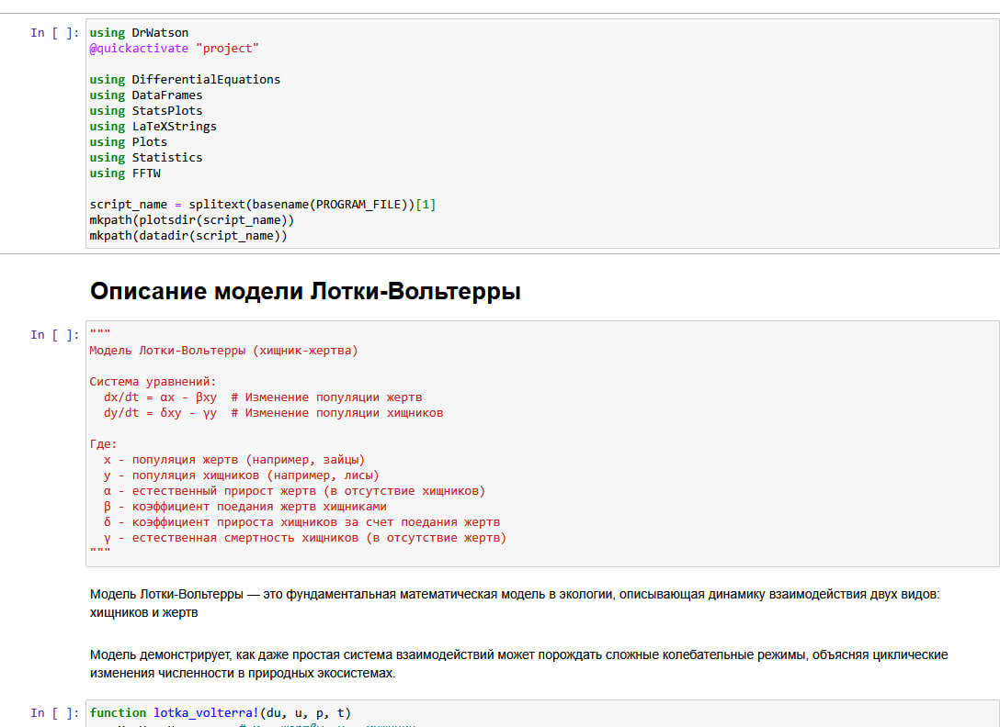 In [ ]:
using DrWatson
@quickactivate "project"
using DifferentialEquations
using DataFrames
using StatsPlots
using LaTeXStrings
using Plots
using Statistics
using FFTW
script_name = splitext(basename(PROGRAM_FILE))[1]
mkpath(plotsdir(script_name))
mkpath(datadir(script_name))
Описание модели Лотки-Вольтерры
In [ ]:
"""
Модель Лотки-Вольтерры (хищник-жертва)
Система уравнений:
dx/dt = αx - βxy  # Изменение популяции жертв
dy/dt = δxy - γy  # Изменение популяции хищников
Где:
x - популяция жертв (например, зайцы)
y - популяция хищников (например, лисы)
α - естественный прирост жертв (в отсутствие хищников)
β - коэффициент поедания жертв хищниками
δ - коэффициент прироста хищников за счет поедания жертв
γ - естественная смертность хищников (в отсутствие жертв)
"""
Модель Лотки-Вольтерры — это фундаментальная математическая модель в экологии, описывающая динамику взаимодействия двух видов:
хищников и жертв
Модель демонстрирует, как даже простая система взаимодействий может порождать сложные колебательные режимы, объясняя циклические
изменения численности в природных экосистемах.
In [ ]:
function lotka_volterra!(du, u, p, t)